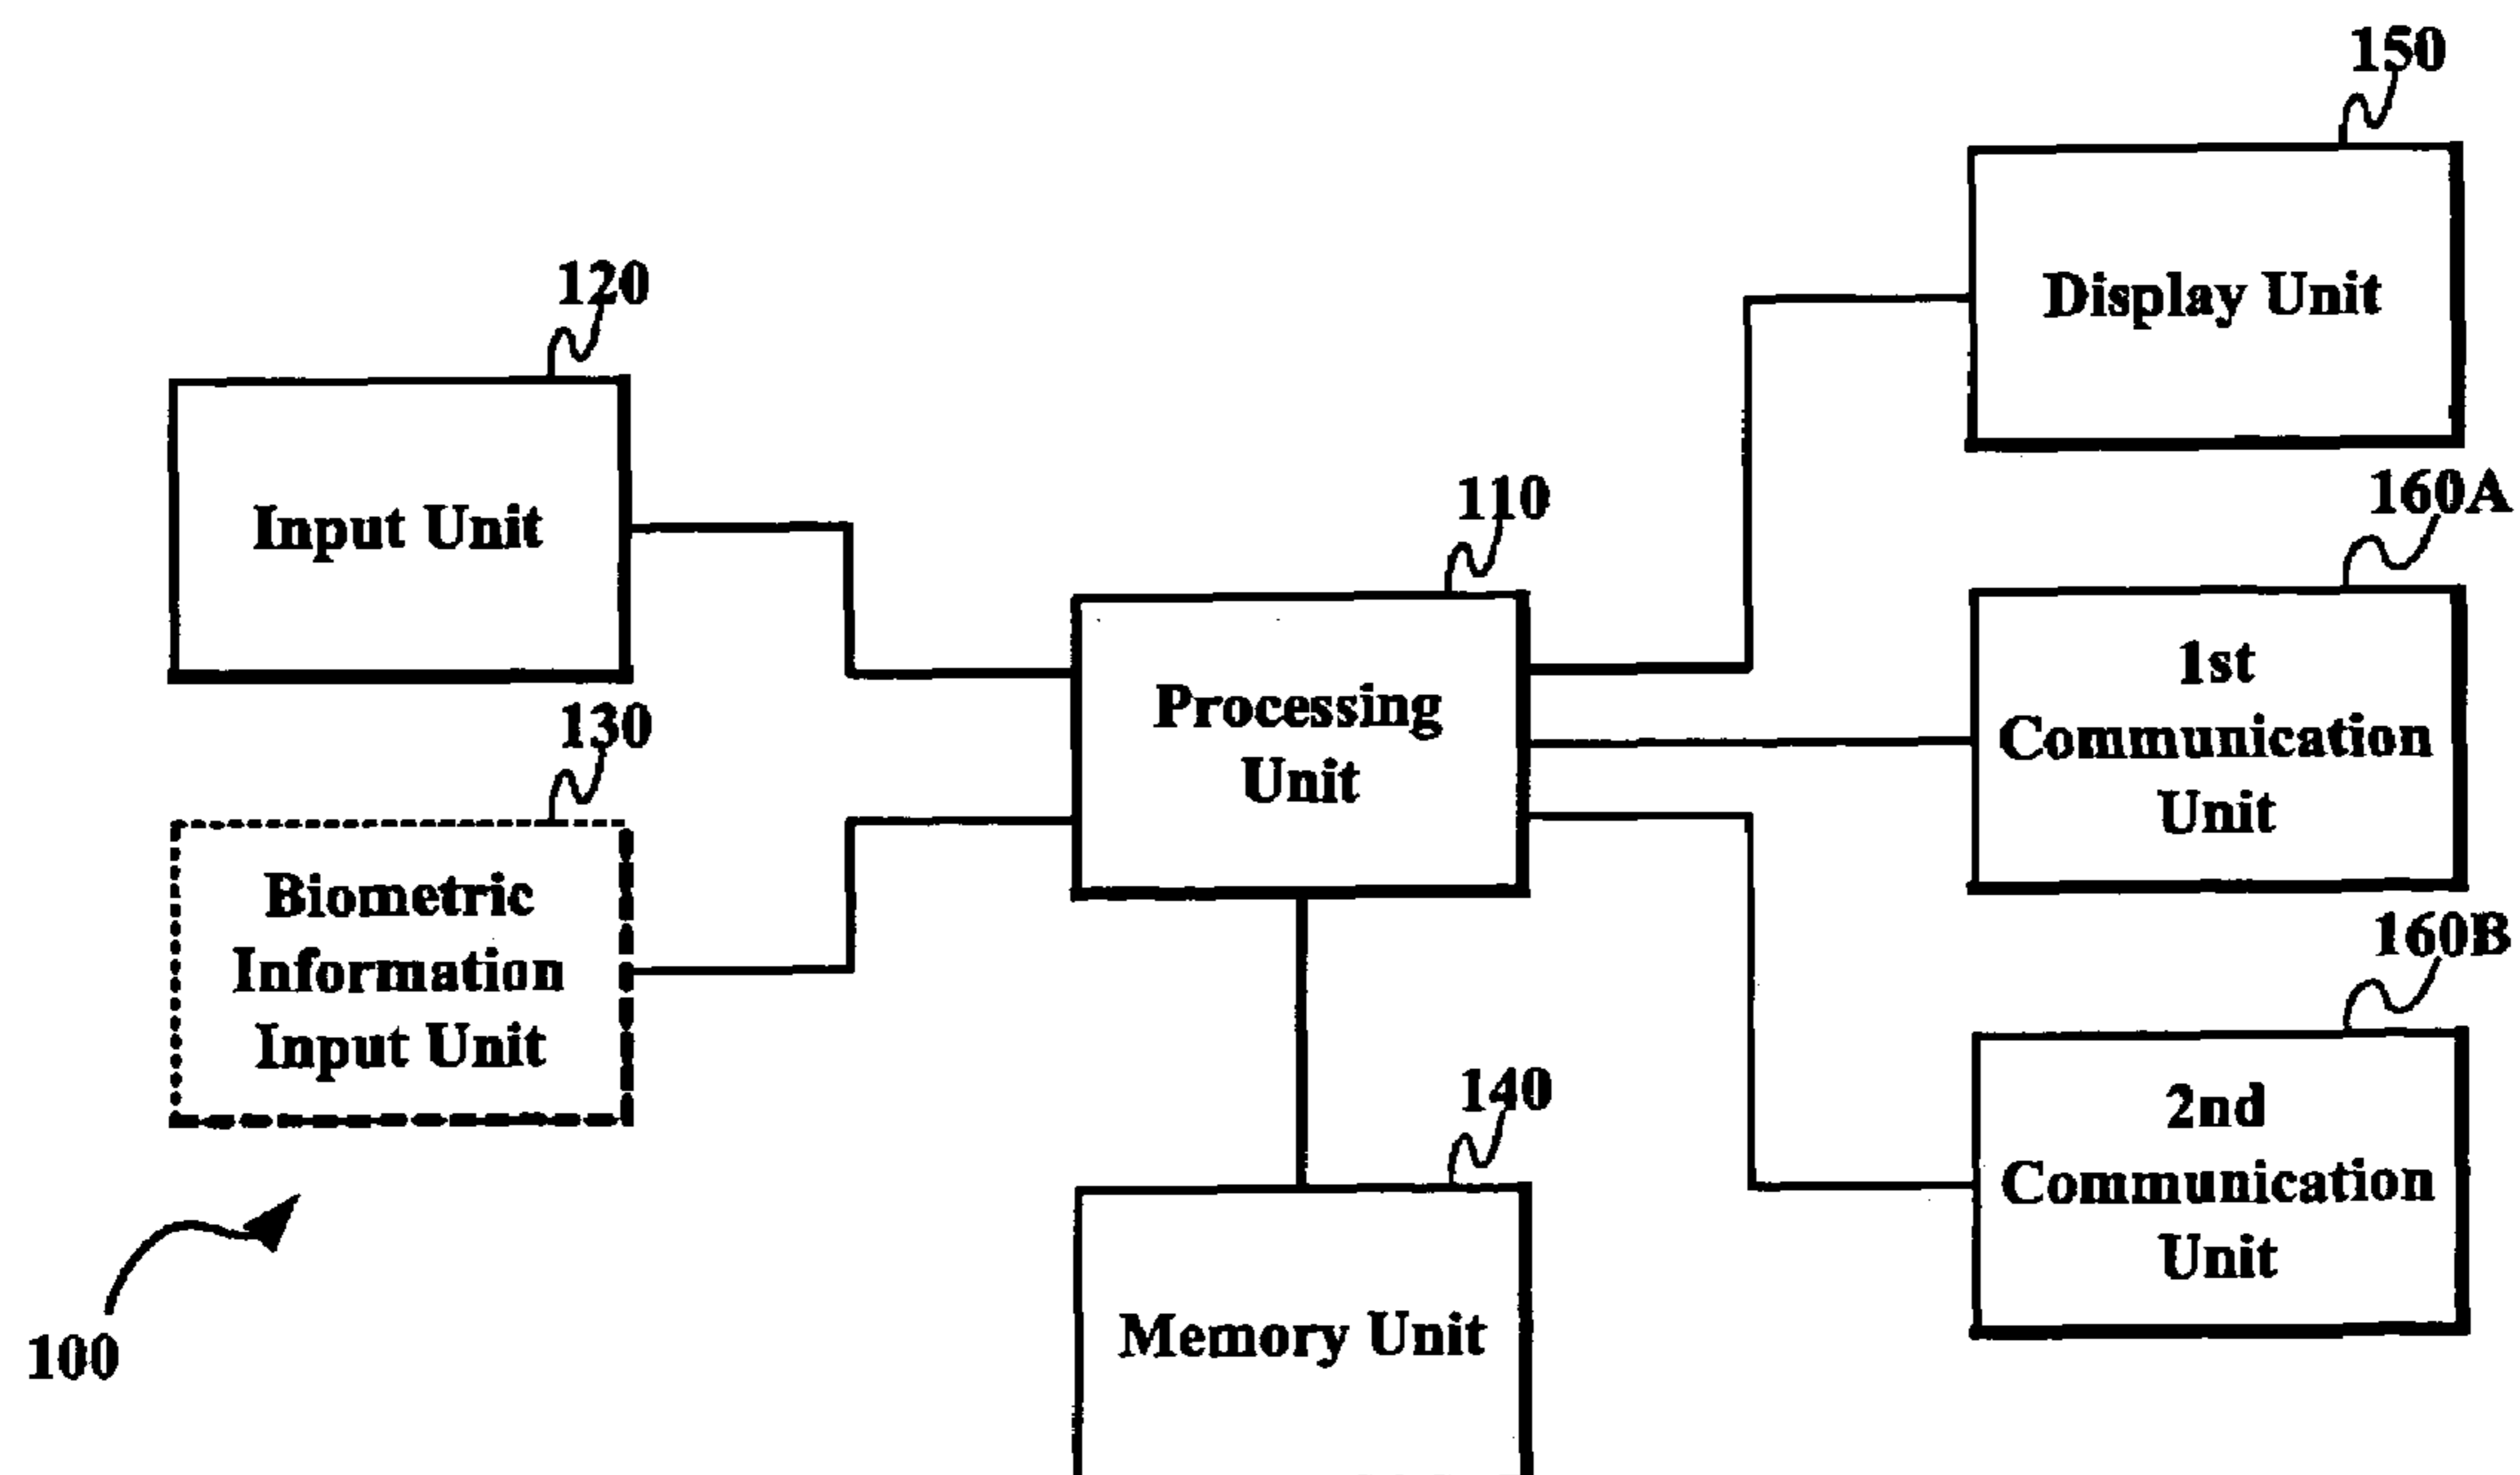 150
Display Unit
120
Input Unit
110
Processing
Unit
160A
1st
Communication
Unit
130
Biometric
Information
Input Unit
160B
2nd
Communication
Unit
140
Memory Unit
100